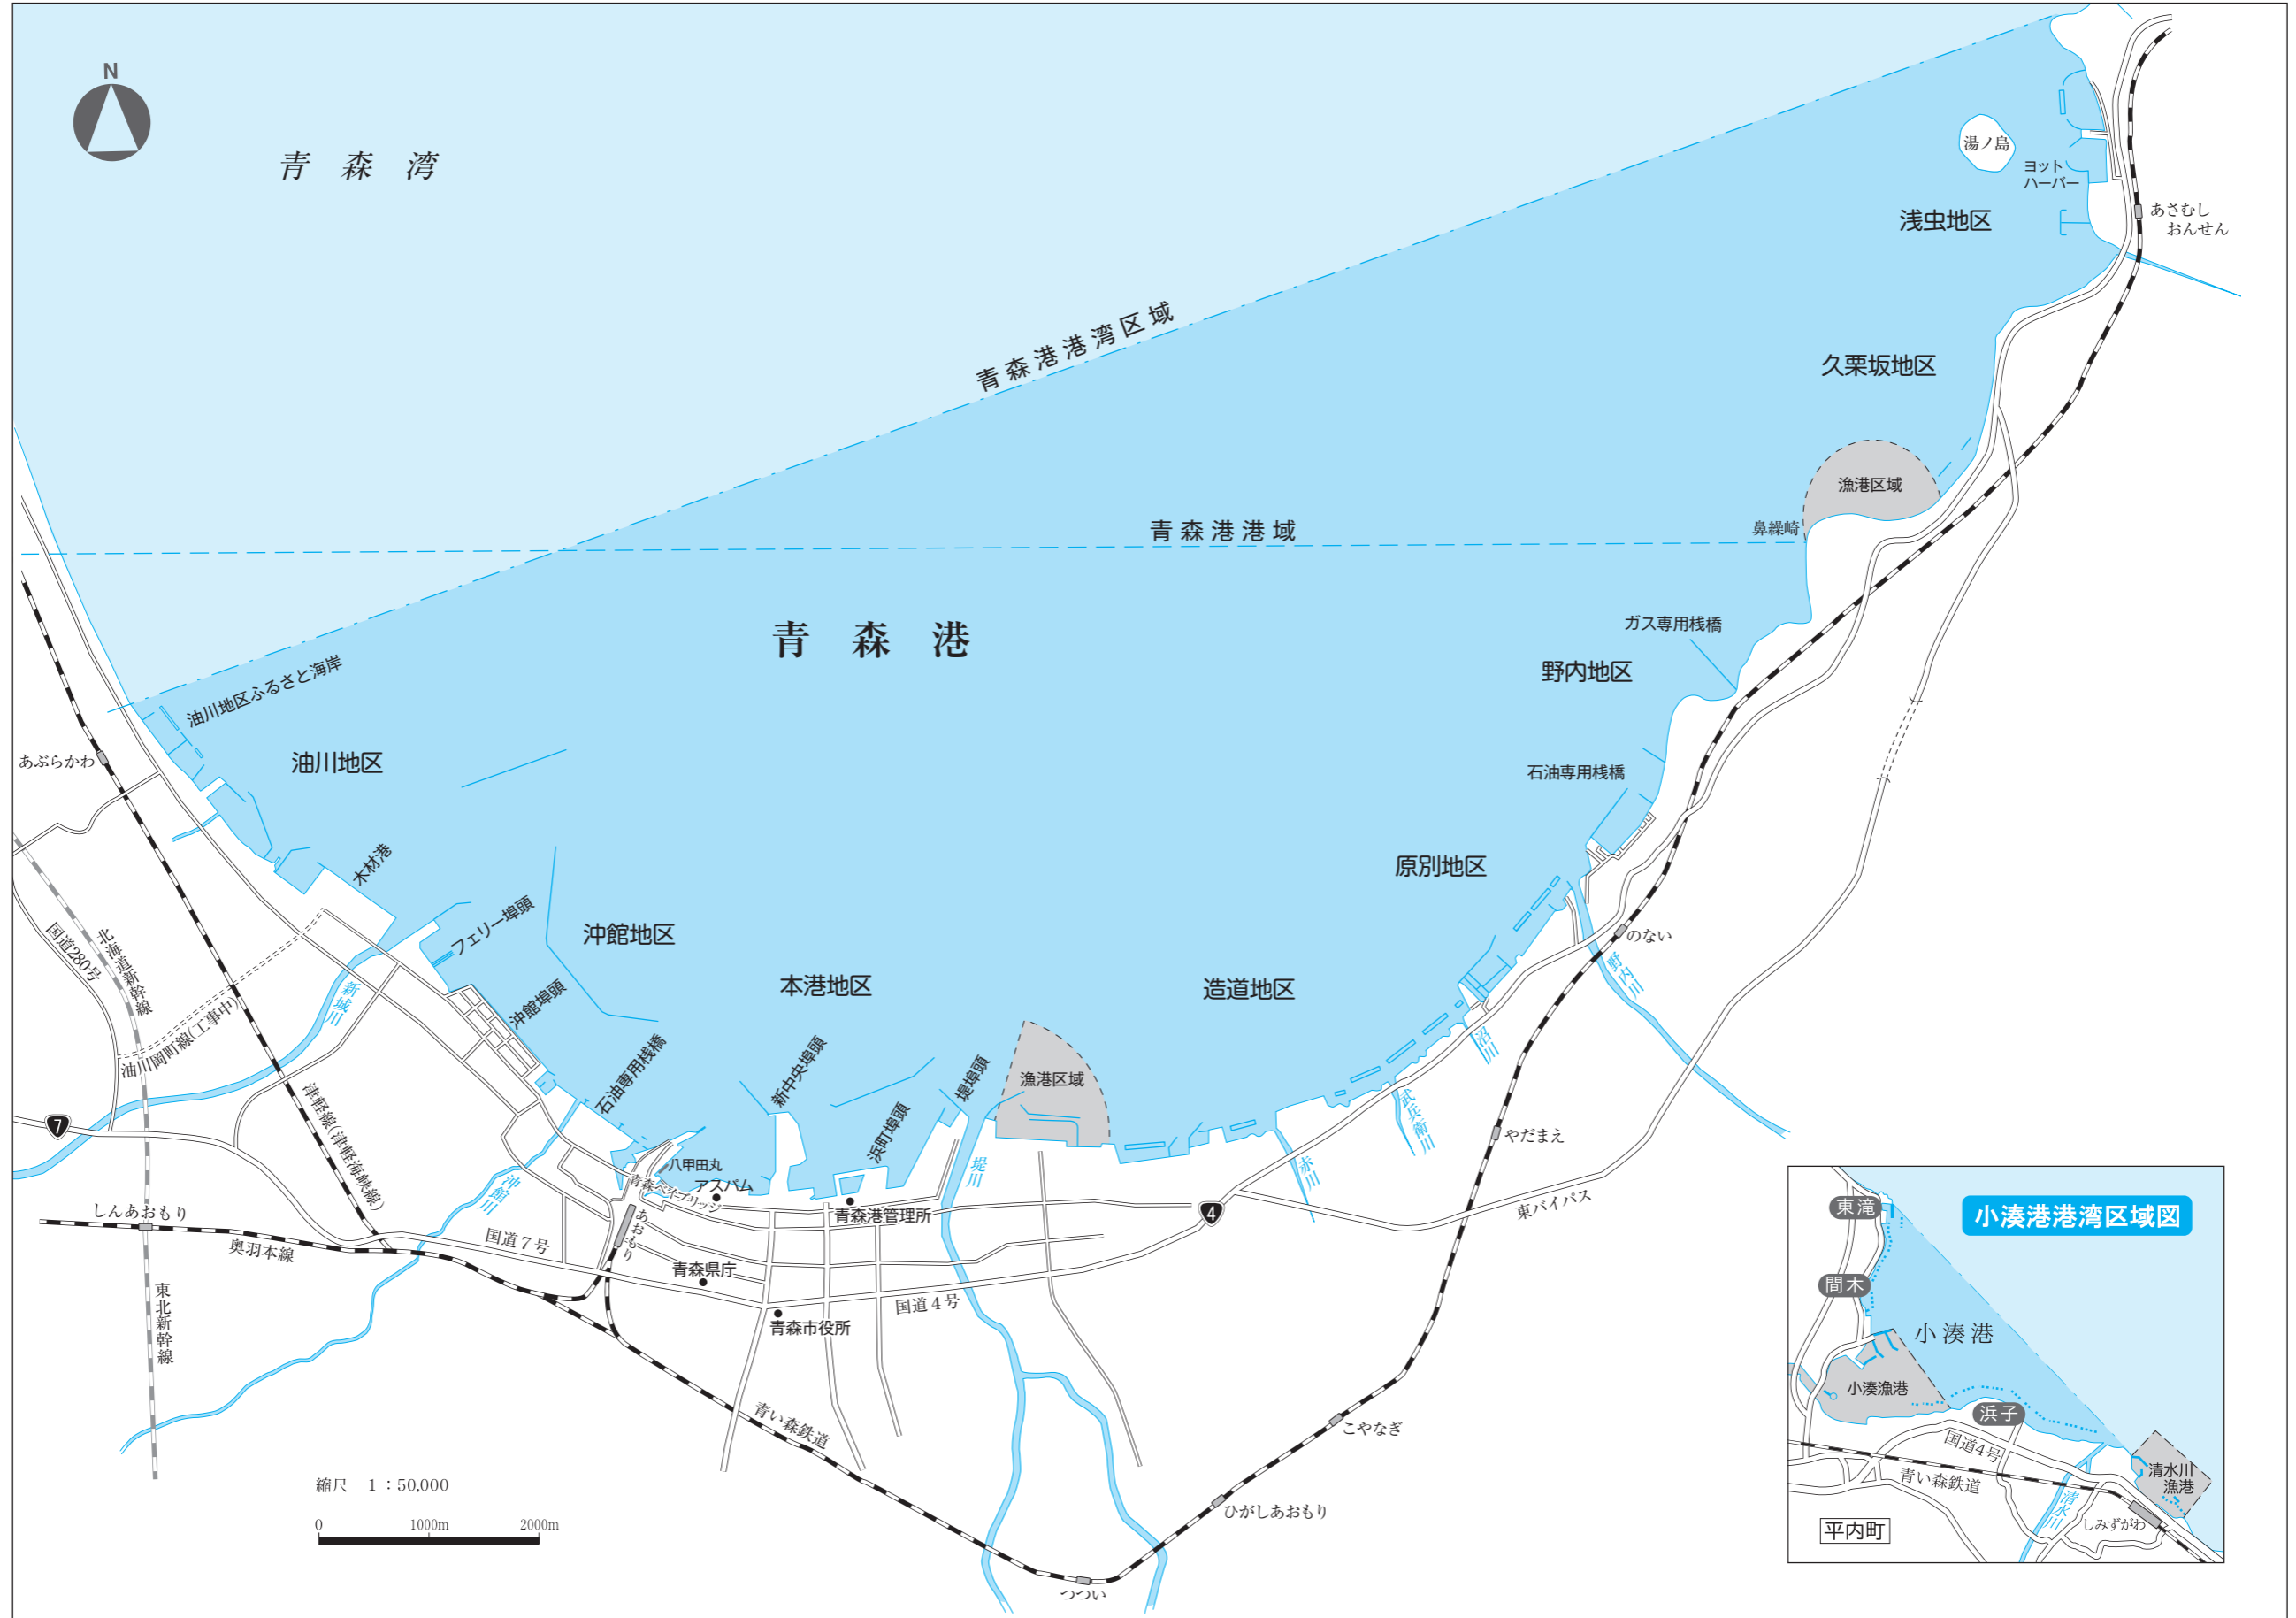 N
青森湾
湯ノ島
ヨット
ハーバー
あさむし
おんせん
浅虫地区
青森港港湾区域
久栗坂地区
漁港区域
鼻繰崎
青森港港域
青森港
ガス専用桟橋
野内地区
油川地区ふるさと海岸
油川地区
あぶらかわ
石油専用桟橋
原別地区
木材港
フェリー埠頭
沖館地区
本港地区
造道地区
のない
野内川
国道280号
北海道新幹線
新城川
油川岡町線(工事中)
沖館埠頭
石油専用桟橋
新中央埠頭
浜町埠頭
堤埠頭
漁港区域
沼川
武兵衛川
赤川
やだまえ
7
津軽線(津軽海峡線)
沖館川
八甲田丸
アスパム
青森ベイブリッジ
堤川
青森港管理所
4
東バイパス
しんあおもり
奥羽本線
国道7号
あおもり
青森県庁
国道4号
青森市役所
東北新幹線
青い森鉄道
こやなぎ
ひがしあおもり
つつい
縮尺 1:50,000
0 1000m 2000m
小湊港港湾区域図
東滝
間木
小湊港
小湊漁港
浜子
国道4号
青い森鉄道
清水川
漁港
清水川
しみずがわ
平内町